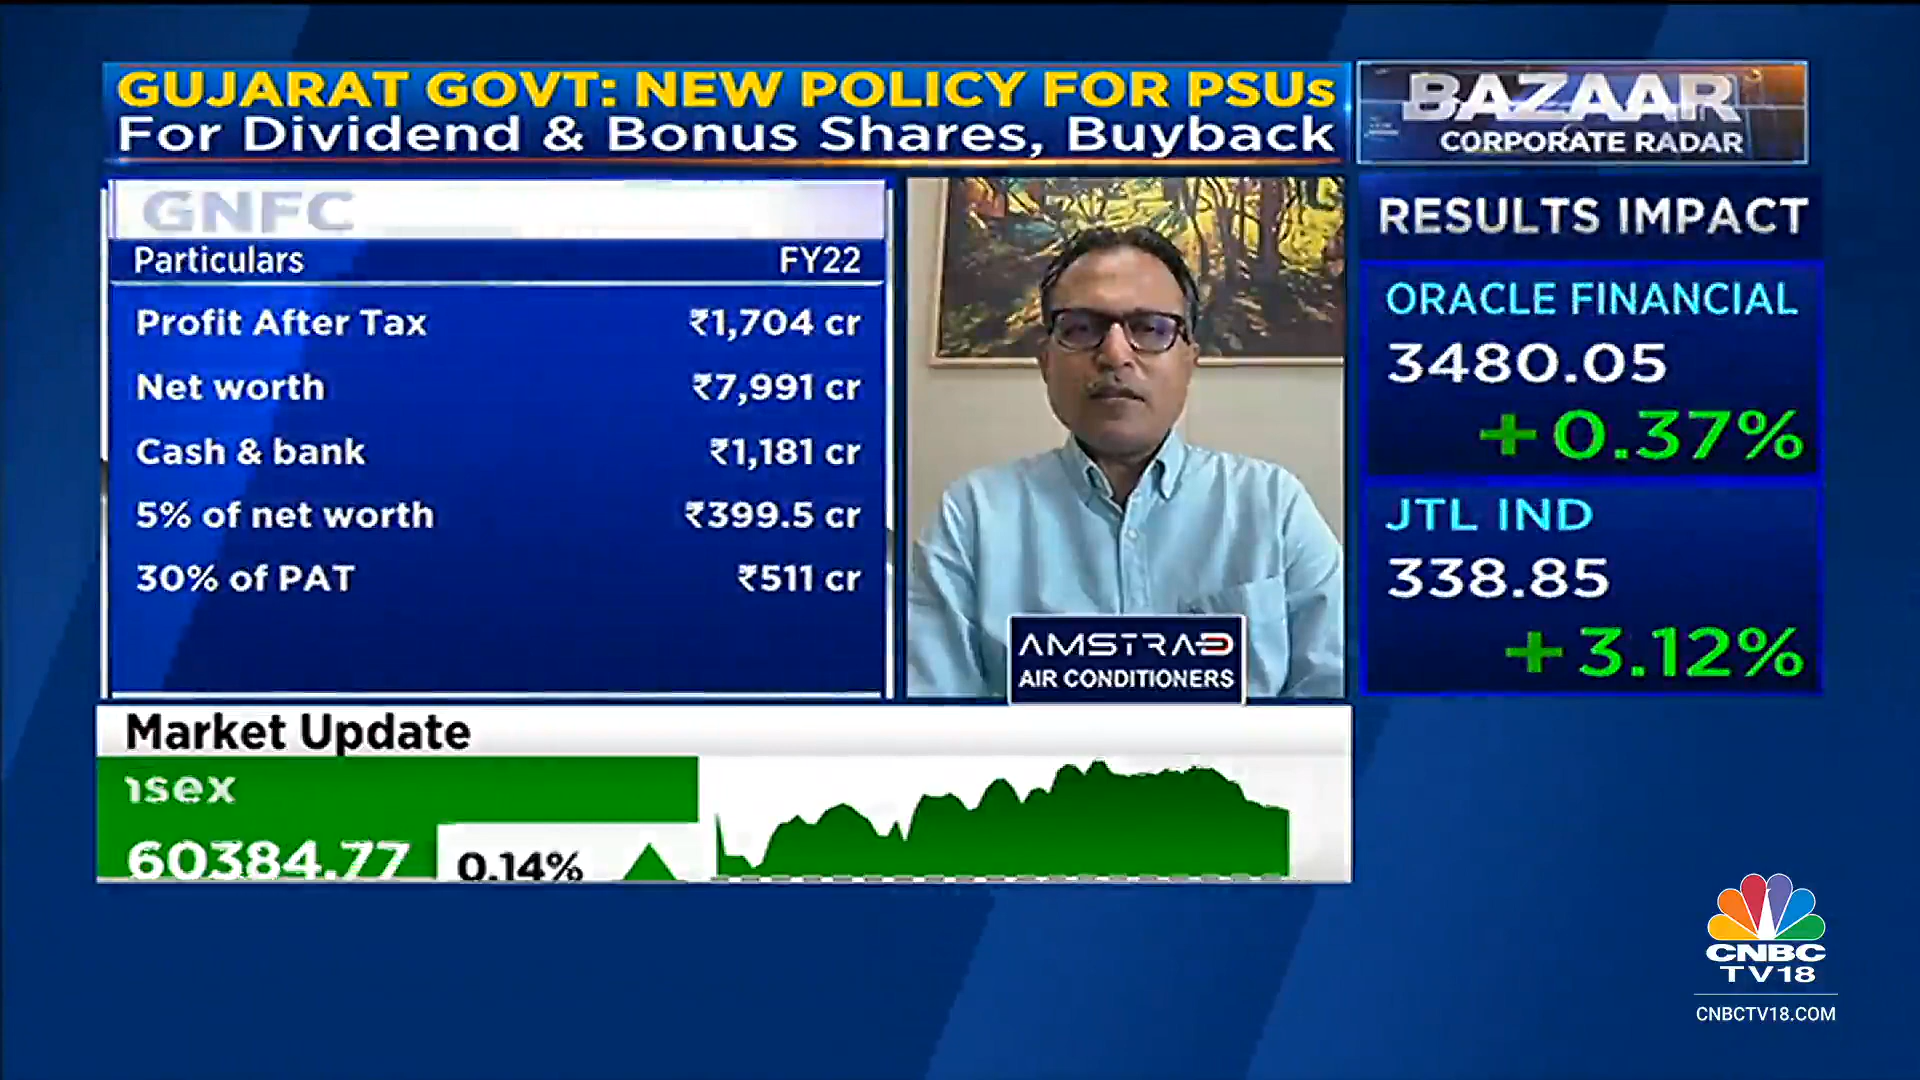 GUJARAT GOVT: NEW POLICY FOR PSUs
For Dividend & Bonus Shares, Buyback
BAZAAR
CORPORATE RADAR
GNFC
Particulars FY22
Profit After Tax ₹1,704 cr
Net worth ₹7,991 cr
Cash & bank ₹1,181 cr
5% of net worth ₹399.5 cr
30% of PAT ₹511 cr
AMSTRAD
AIR CONDITIONERS
RESULTS IMPACT
ORACLE FINANCIAL
3480.05
+0.37%
JTL IND
338.85
+3.12%
Market Update
sex
60384.77 0.14%
CNBC
TV18
CNBCTV18.COM